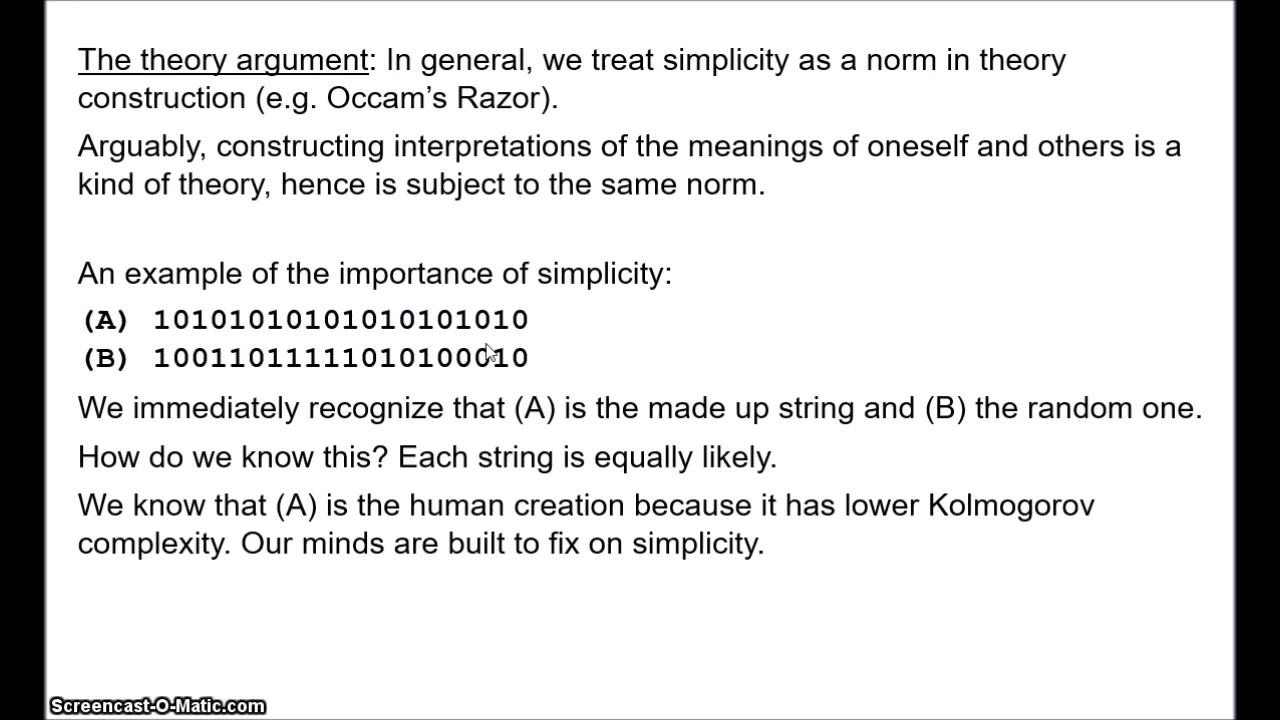 The theory argument: In general, we treat simplicity as a norm in theory
construction (e.g. Occam's Razor).
Arguably, constructing interpretations of the meanings of oneself and others is a
kind of theory, hence is subject to the same norm.
An example of the importance of simplicity:
(A) 10101010101010101010
(B) 10011011111010100010
We immediately recognize that (A) is the made up string and (B) the random one.
How do we know this? Each string is equally likely.
We know that (A) is the human creation because it has lower Kolmogorov
complexity. Our minds are built to fix on simplicity.
Screencast-O-Matic.com